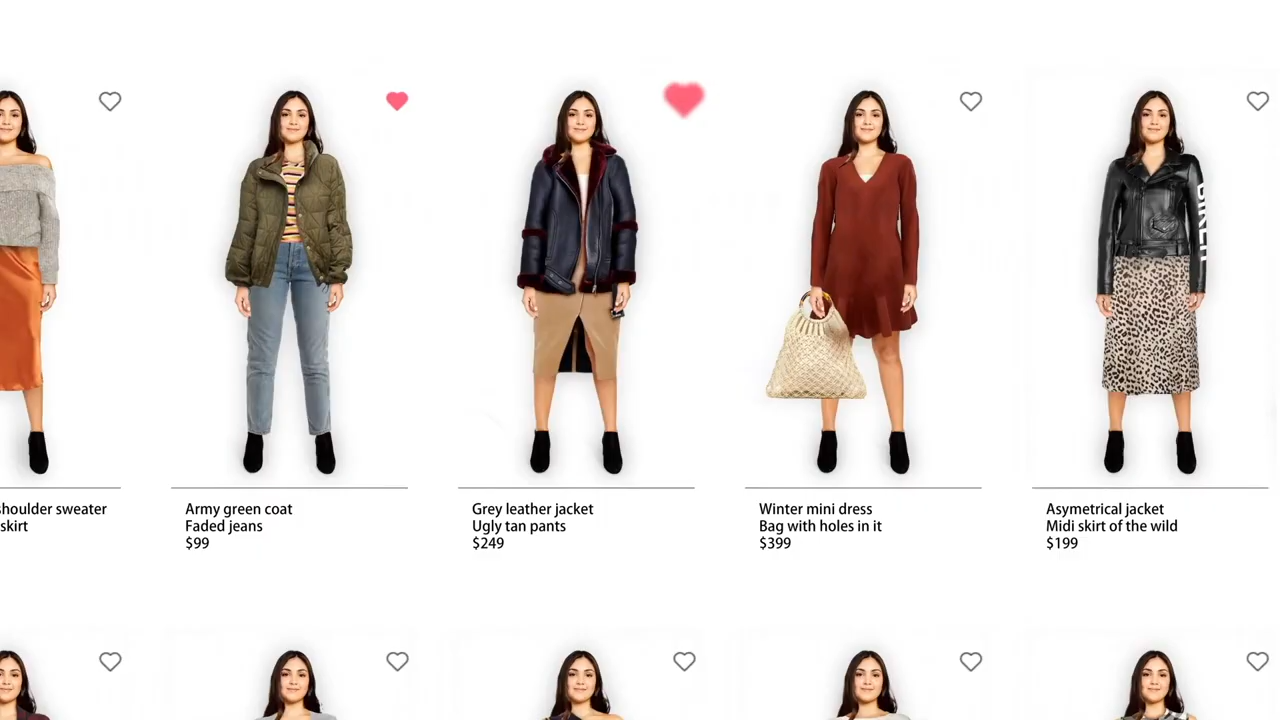 shoulder sweater
skirt
Army green coat
Faded jeans
$99
Grey leather jacket
Ugly tan pants
$249
Winter mini dress
Bag with holes in it
$399
Asymetrical jacket
Midi skirt of the wild
$199